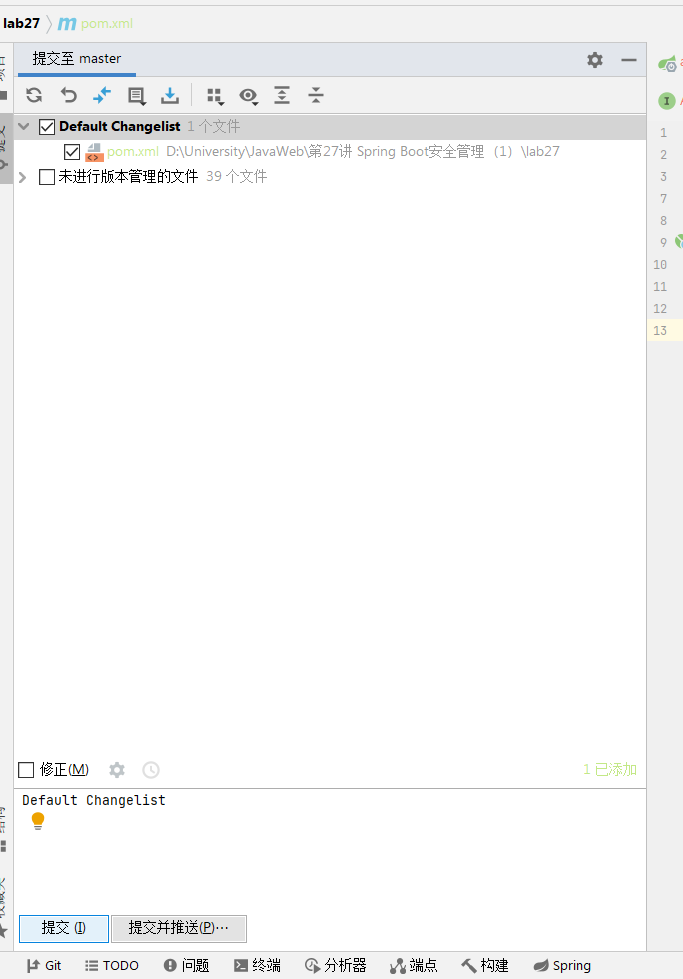 lab27 pom.xml
提交至 master
Default Changelist 1 个文件
pom.xml D:\University\JavaWeb\第27讲 Spring Boot安全管理（1）\lab27
未进行版本管理的文件 39 个文件
1
2
3
7
8
9
10
11
12
13
修正(M)
1 已添加
Default Changelist
提交 (I)
提交并推送(P)...
Git
TODO
问题
终端
分析器
端点
构建
Spring